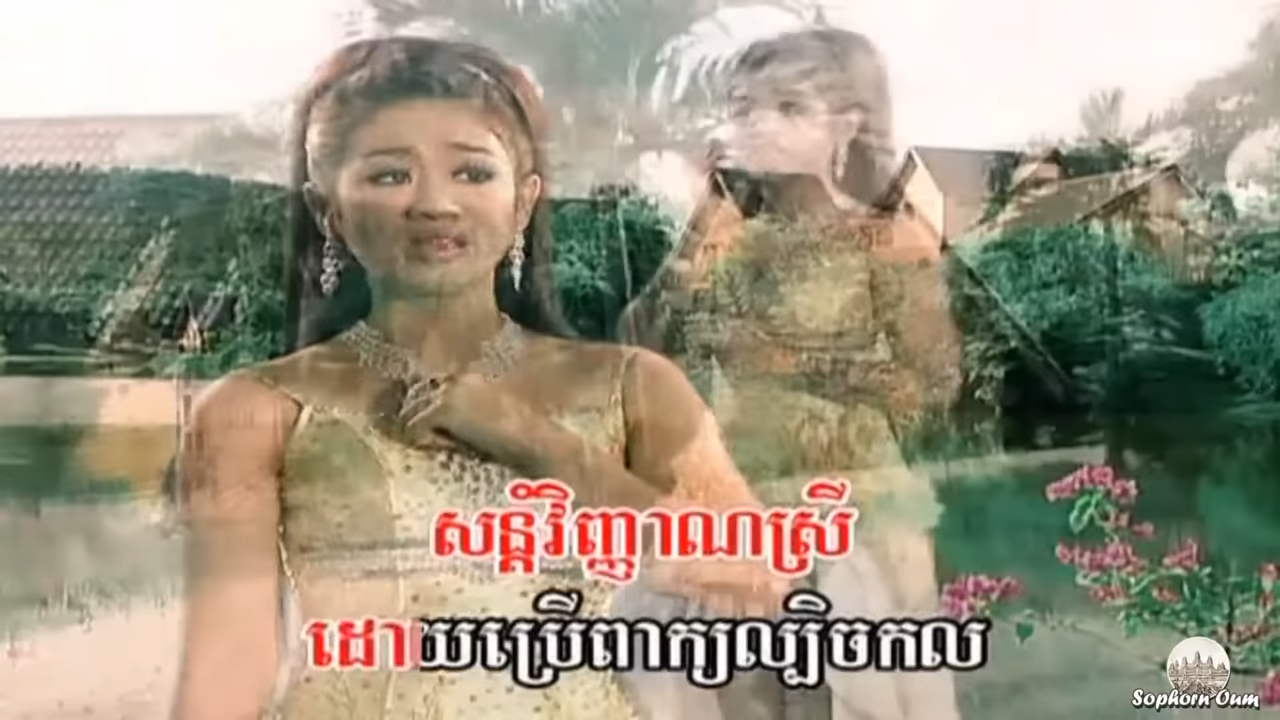 សន្តំវិញ្ញាណស្រី
ដោយប្រើពាក្យល្បិចកល
Sophorn Oum